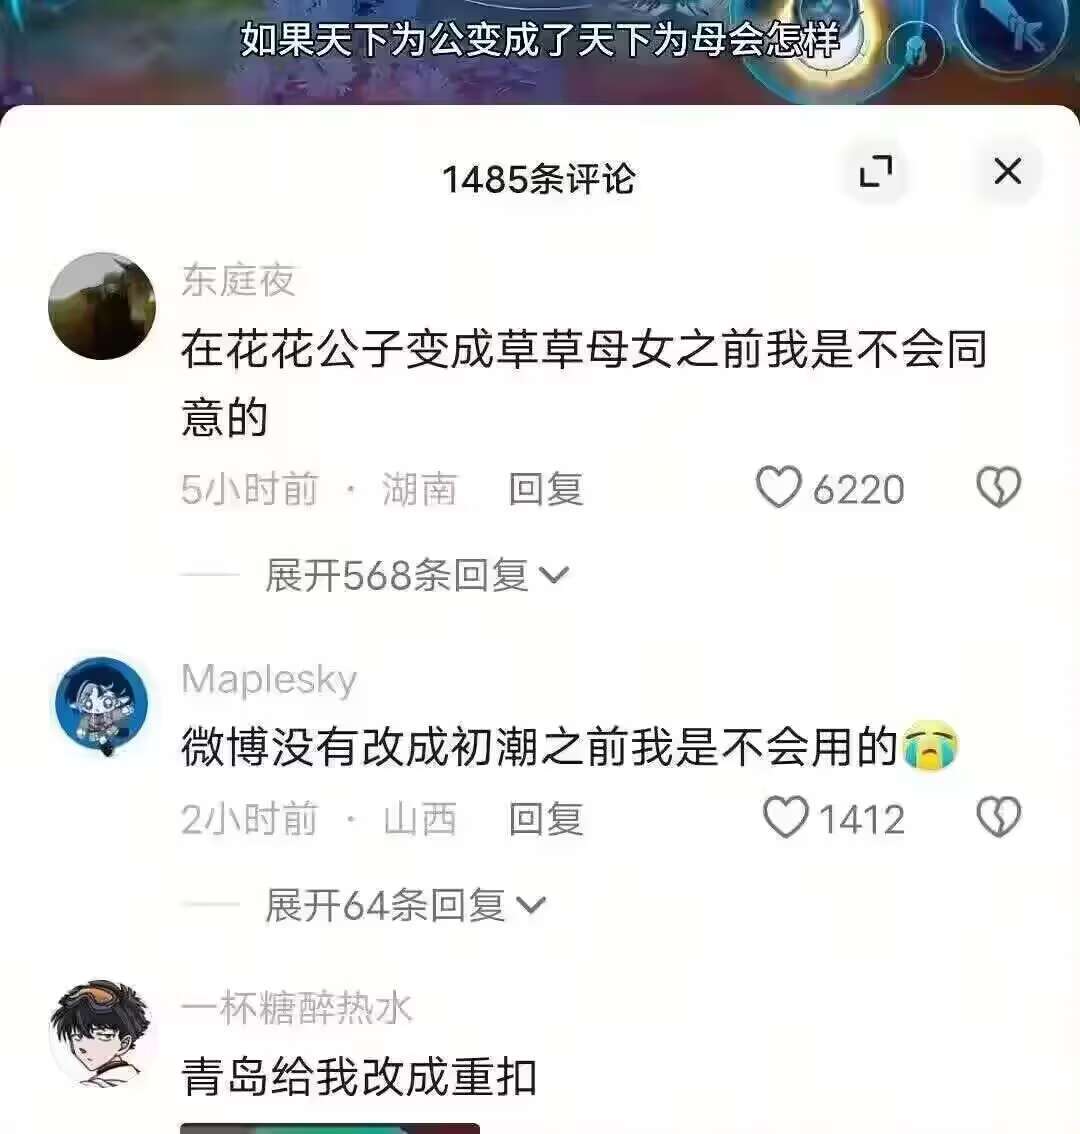 如果天下为公变成了天下为母会怎样
1485条评论
东庭夜
在花花公子变成草草母女之前我是不会同
意的
5小时前 · 湖南 回复 6220
展开568条回复
Maplesky
微博没有改成初潮之前我是不会用的😭
2小时前 · 山西 回复 1412
展开64条回复
一杯糖醉热水
青岛给我改成重扣